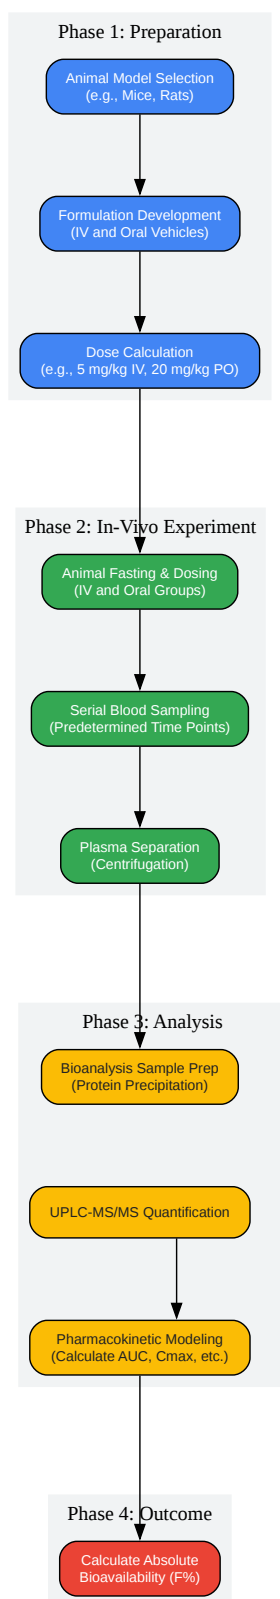 Phase 1: Preparation
Animal Model Selection
(e.g., Mice, Rats)
Formulation Development
(IV and Oral Vehicles)
Dose Calculation
(e.g., 5 mg/kg IV, 20 mg/kg PO)
Phase 2: In-Vivo Experiment
Animal Fasting & Dosing
(IV and Oral Groups)
Serial Blood Sampling
(Predetermined Time Points)
Plasma Separation
(Centrifugation)
Phase 3: Analysis
Bioanalysis Sample Prep
(Protein Precipitation)
UPLC-MS/MS Quantification
Pharmacokinetic Modeling
(Calculate AUC, Cmax, etc.)
Phase 4: Outcome
Calculate Absolute
Bioavailability (F%)